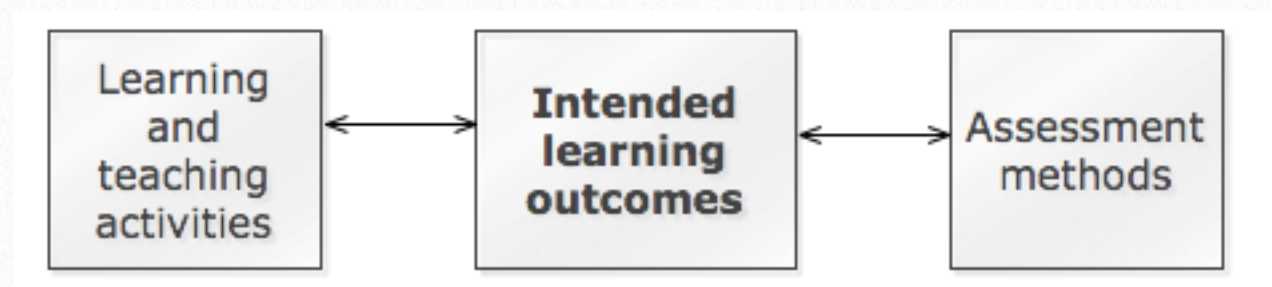 Learning
and
teaching
activities
Intended
learning
outcomes
Assessment
methods